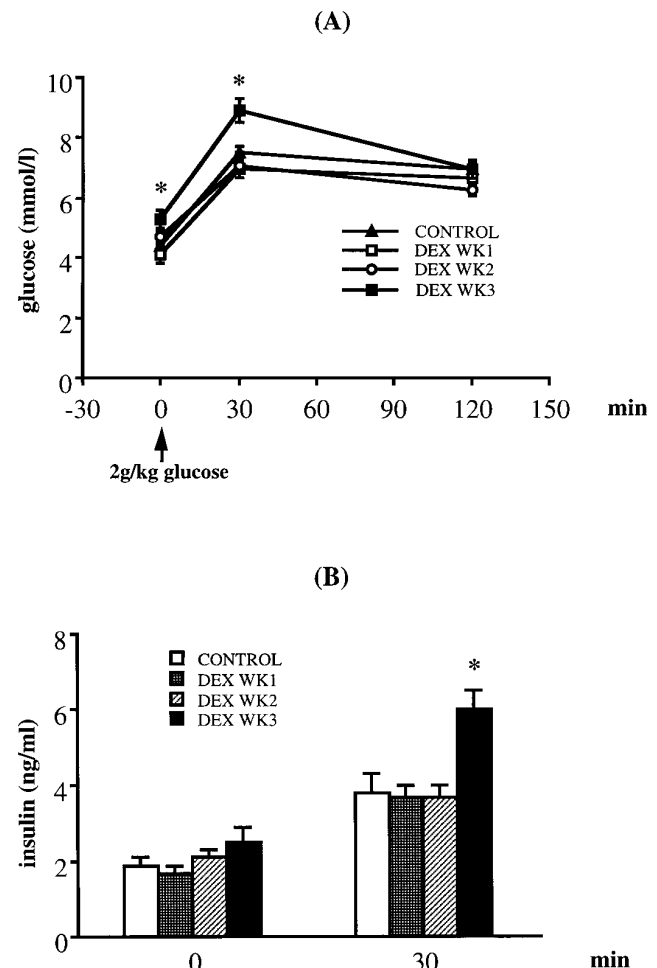 (A)
10
*
8
*
6
CONTROL
DEX WK1
4
DEX WK2
DEX WK3
2
0
glucose (mmol/l)
-30 0 30 60 90 120 150 min
2g/kg glucose
(B)
8
CONTROL
*
DEX WK1
6
DEX WK2
DEX WK3
4
2
0
insulin (ng/ml)
0 30 min